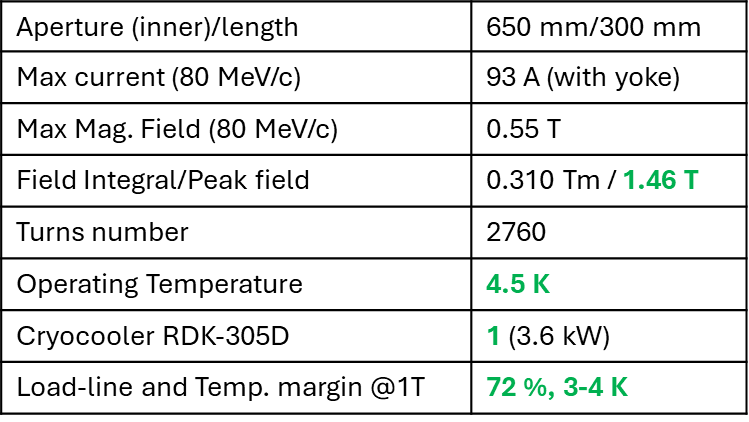 Aperture (inner)/length 650 mm/300 mm
Max current (80 MeV/c) 93 A (with yoke)
Max Mag. Field (80 MeV/c) 0.55 T
Field Integral/Peak field 0.310 Tm / 1.46 T
Turns number 2760
Operating Temperature 4.5 K
Cryocooler RDK-305D 1 (3.6 kW)
Load-line and Temp. margin @1T 72 %, 3-4 K